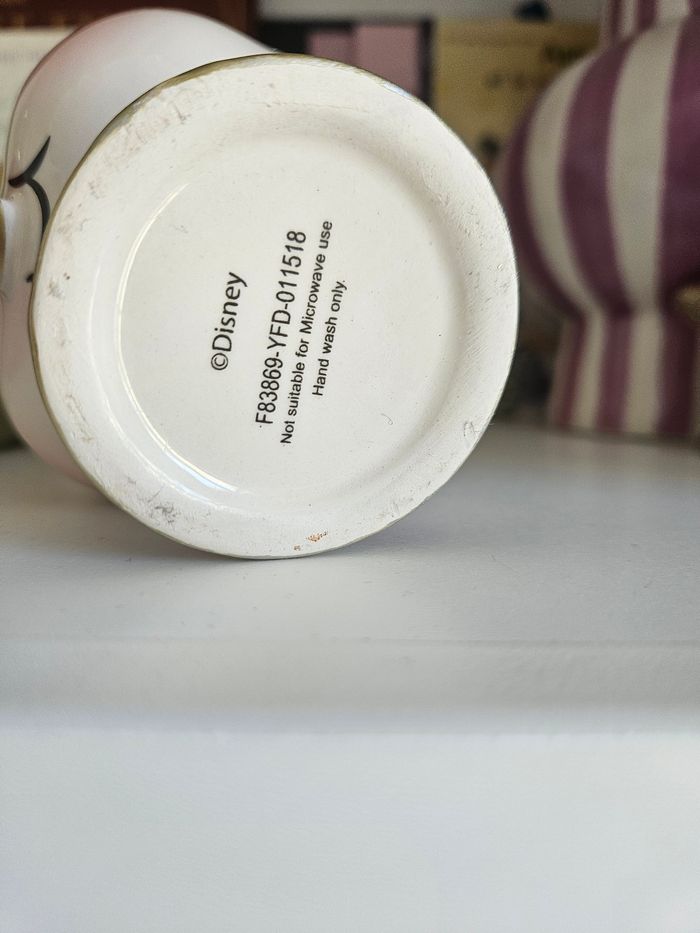 ©Disney
F83869-YFD-011518
Not suitable for Microwave use
Hand wash only.